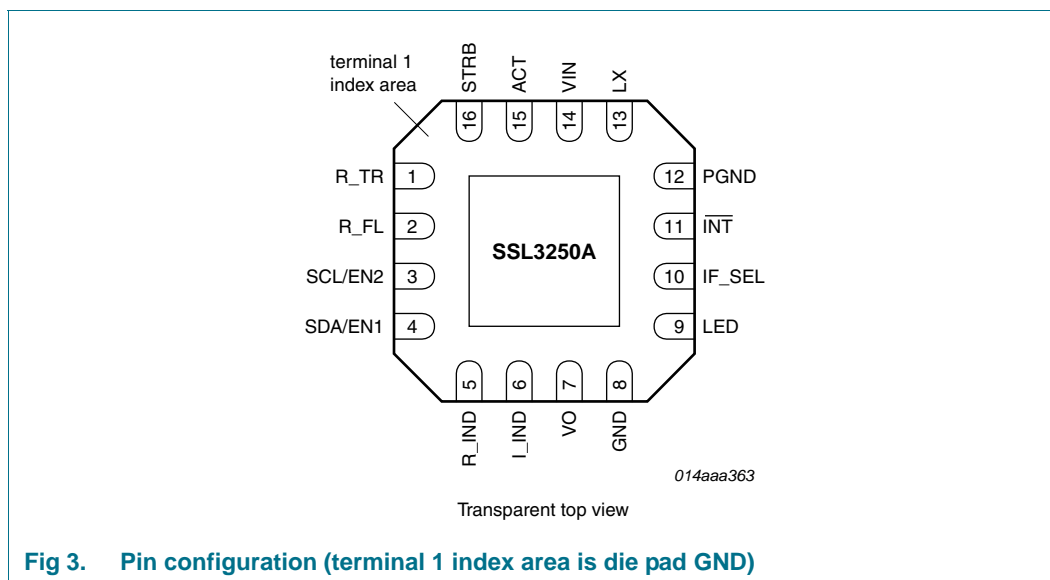 terminal 1
index area
STRB
ACT
VIN
LX
16
15
14
13
R_TR 1
12 PGND
R_FL 2
11 I̅N̅T̅
SSL3250A
SCL/EN2 3
10 IF_SEL
SDA/EN1 4
9 LED
5
6
7
8
R_IND
I_IND
VO
GND
014aaa363
Transparent top view
Fig 3. Pin configuration (terminal 1 index area is die pad GND)